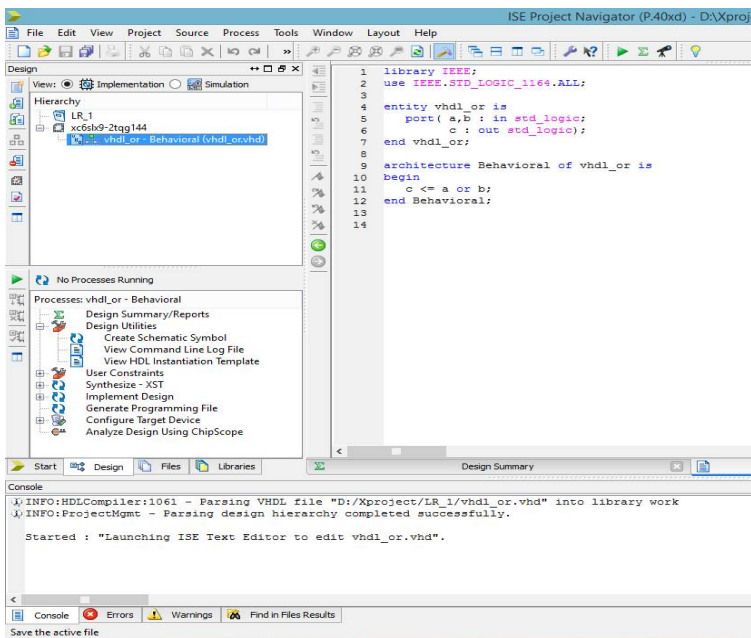 ISE Project Navigator (P.40xd) - D:\Xproj
File Edit View Project Source Process Tools Window Layout Help
Design
View: Implementation Simulation
Hierarchy
LR_1
xc6slx9-2tqg144
vhdl_or - Behavioral (vhdl_or.vhd)
No Processes Running
Processes: vhdl_or - Behavioral
Design Summary/Reports
Design Utilities
Create Schematic Symbol
View Command Line Log File
View HDL Instantiation Template
User Constraints
Synthesize - XST
Implement Design
Generate Programming File
Configure Target Device
Analyze Design Using ChipScope
Start Design Files Libraries
1 library IEEE;
2 use IEEE.STD_LOGIC_1164.ALL;
3
4 entity vhdl_or is
5 port( a,b : in std_logic;
6 c : out std_logic);
7 end vhdl_or;
8
9 architecture Behavioral of vhdl_or is
10 begin
11 c <= a or b;
12 end Behavioral;
13
14
Design Summary
Console
INFO:HDLCompiler:1061 - Parsing VHDL file "D:/Xproject/LR_1/vhdl_or.vhd" into library work
INFO:ProjectMgmt - Parsing design hierarchy completed successfully.
Started : "Launching ISE Text Editor to edit vhdl_or.vhd".
Console Errors Warnings Find in Files Results
Save the active file